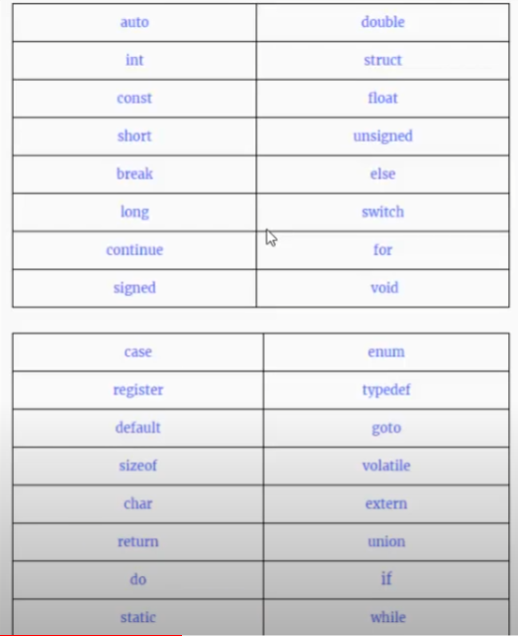 auto double
int struct
const float
short unsigned
break else
long switch
continue for
signed void
case enum
register typedef
default goto
sizeof volatile
char extern
return union
do if
static while